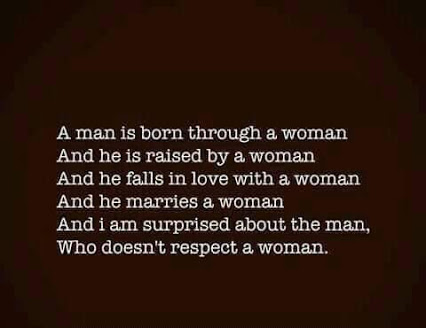 A man is born through a woman
And he is raised by a woman
And he falls in love with a woman
And he marries a woman
And i am surprised about the man,
Who doesn't respect a woman.